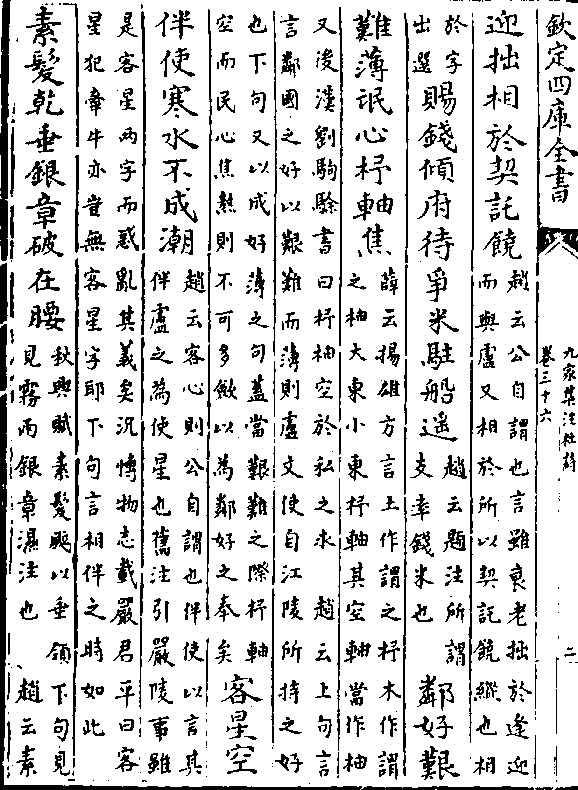 欽定四庫全書
九家集注杜詩
卷三十六
二
迎拙相於契託饒
趙云公自謂也言雖衰老拙於逢迎
而與盧又相於所以契託饒縱也相
於字
出選
賜錢傾府待爭米駐船遥
趙云題注所謂
支率錢米也
鄰好艱
難薄氓心杼軸焦
薛云揚雄方言土作謂之杼木作謂
之柚大東小東杼軸其空軸當作柚
又後漢劉駒駼書曰杼柚空於私之求 趙云上句言
言鄰國之好以艱難而薄則盧文使自江陵所持之好
也下句又以成好薄之句蓋當艱難之際杼軸
空而民心焦熬則不可多歛以為鄰好之奉矣
客星空
伴使寒水不成潮
趙云客心則公自謂也伴使以言其
伴盧之為使星也舊注引嚴陵事雖
是客星兩字而惑亂其義矣況博物志載嚴君平曰客
星犯牽牛亦豈無客星字耶下句言相伴之時如此
素髮乾垂銀章破在腰
秋興賦素髮颯以垂領下句見
見霧雨銀章濕注也 趙云素